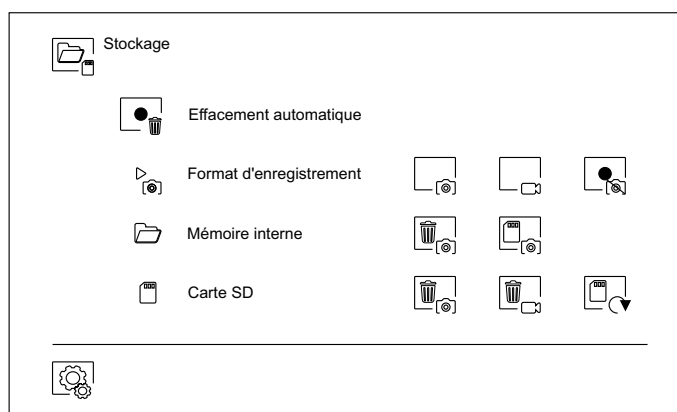 Stockage
Effacement automatique
Format d'enregistrement
Mémoire interne
Carte SD